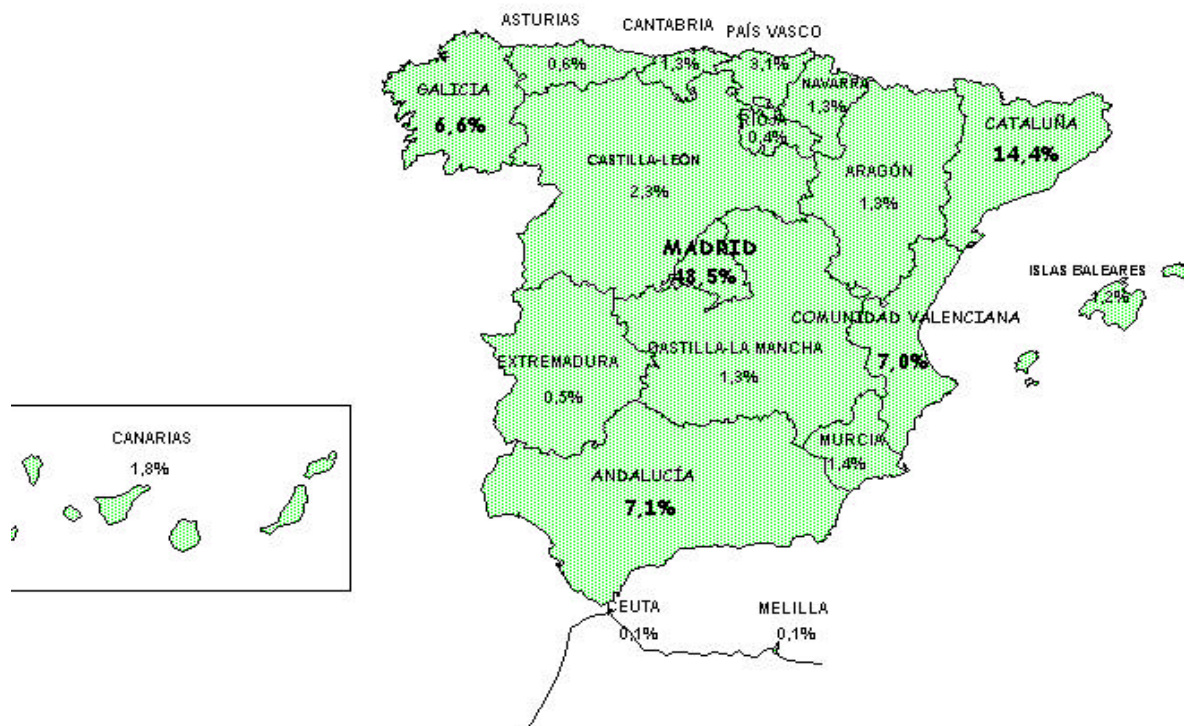 ASTURIAS
0,6%
CANTABRIA
1,3%
PAÍS VASCO
3,1%
GALICIA
6,6%
NAVARRA
1,3%
RIOJA
0,4%
CATALUÑA
14,4%
CASTILLA-LEÓN
2,3%
ARAGÓN
1,3%
MADRID
48,5%
ISLAS BALEARES
1,2%
COMUNIDAD VALENCIANA
7,0%
EXTREMADURA
0,5%
CASTILLA-LA MANCHA
1,3%
CANARIAS
1,8%
MURCIA
1,4%
ANDALUCÍA
7,1%
CEUTA
0,1%
MELILLA
0,1%